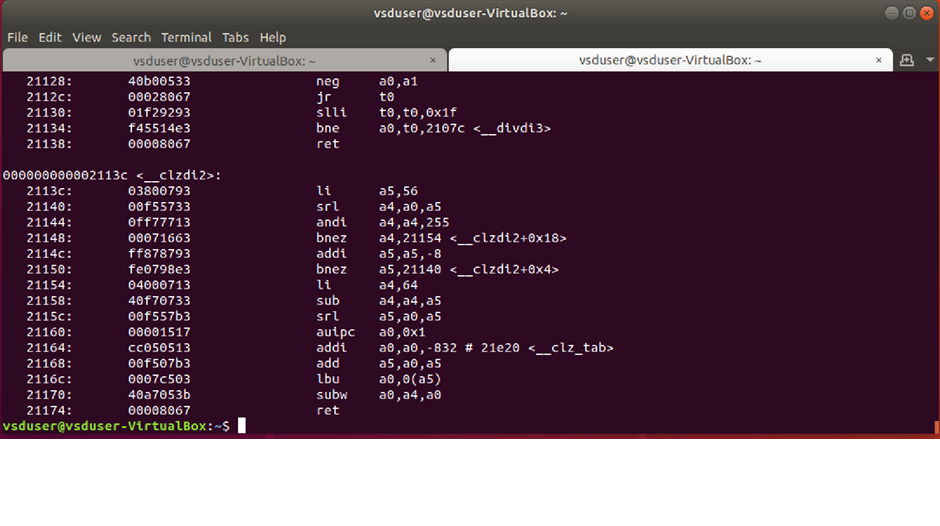 vsduser@vsduser-VirtualBox: ~
File Edit View Search Terminal Tabs Help
vsduser@vsduser-VirtualBox: ~ × vsduser@vsduser-VirtualBox: ~ ×
21128: 40b00533 neg a0,a1
2112c: 00028067 jr t0
21130: 01f29293 slli t0,t0,0x1f
21134: f45514e3 bne a0,t0,2107c <__divdi3>
21138: 00008067 ret
000000000002113c <__clzdi2>:
2113c: 03800793 li a5,56
21140: 00f55733 srl a4,a0,a5
21144: 0ff77713 andi a4,a4,255
21148: 00071663 bnez a4,21154 <__clzdi2+0x18>
2114c: ff878793 addi a5,a5,-8
21150: fe0798e3 bnez a5,21140 <__clzdi2+0x4>
21154: 04000713 li a4,64
21158: 40f70733 sub a4,a4,a5
2115c: 00f557b3 srl a5,a0,a5
21160: 00001517 auipc a0,0x1
21164: cc050513 addi a0,a0,-832 # 21e20 <__clz_tab>
21168: 00f507b3 add a5,a0,a5
2116c: 0007c503 lbu a0,0(a5)
21170: 40a7053b subw a0,a4,a0
21174: 00008067 ret
vsduser@vsduser-VirtualBox:~$